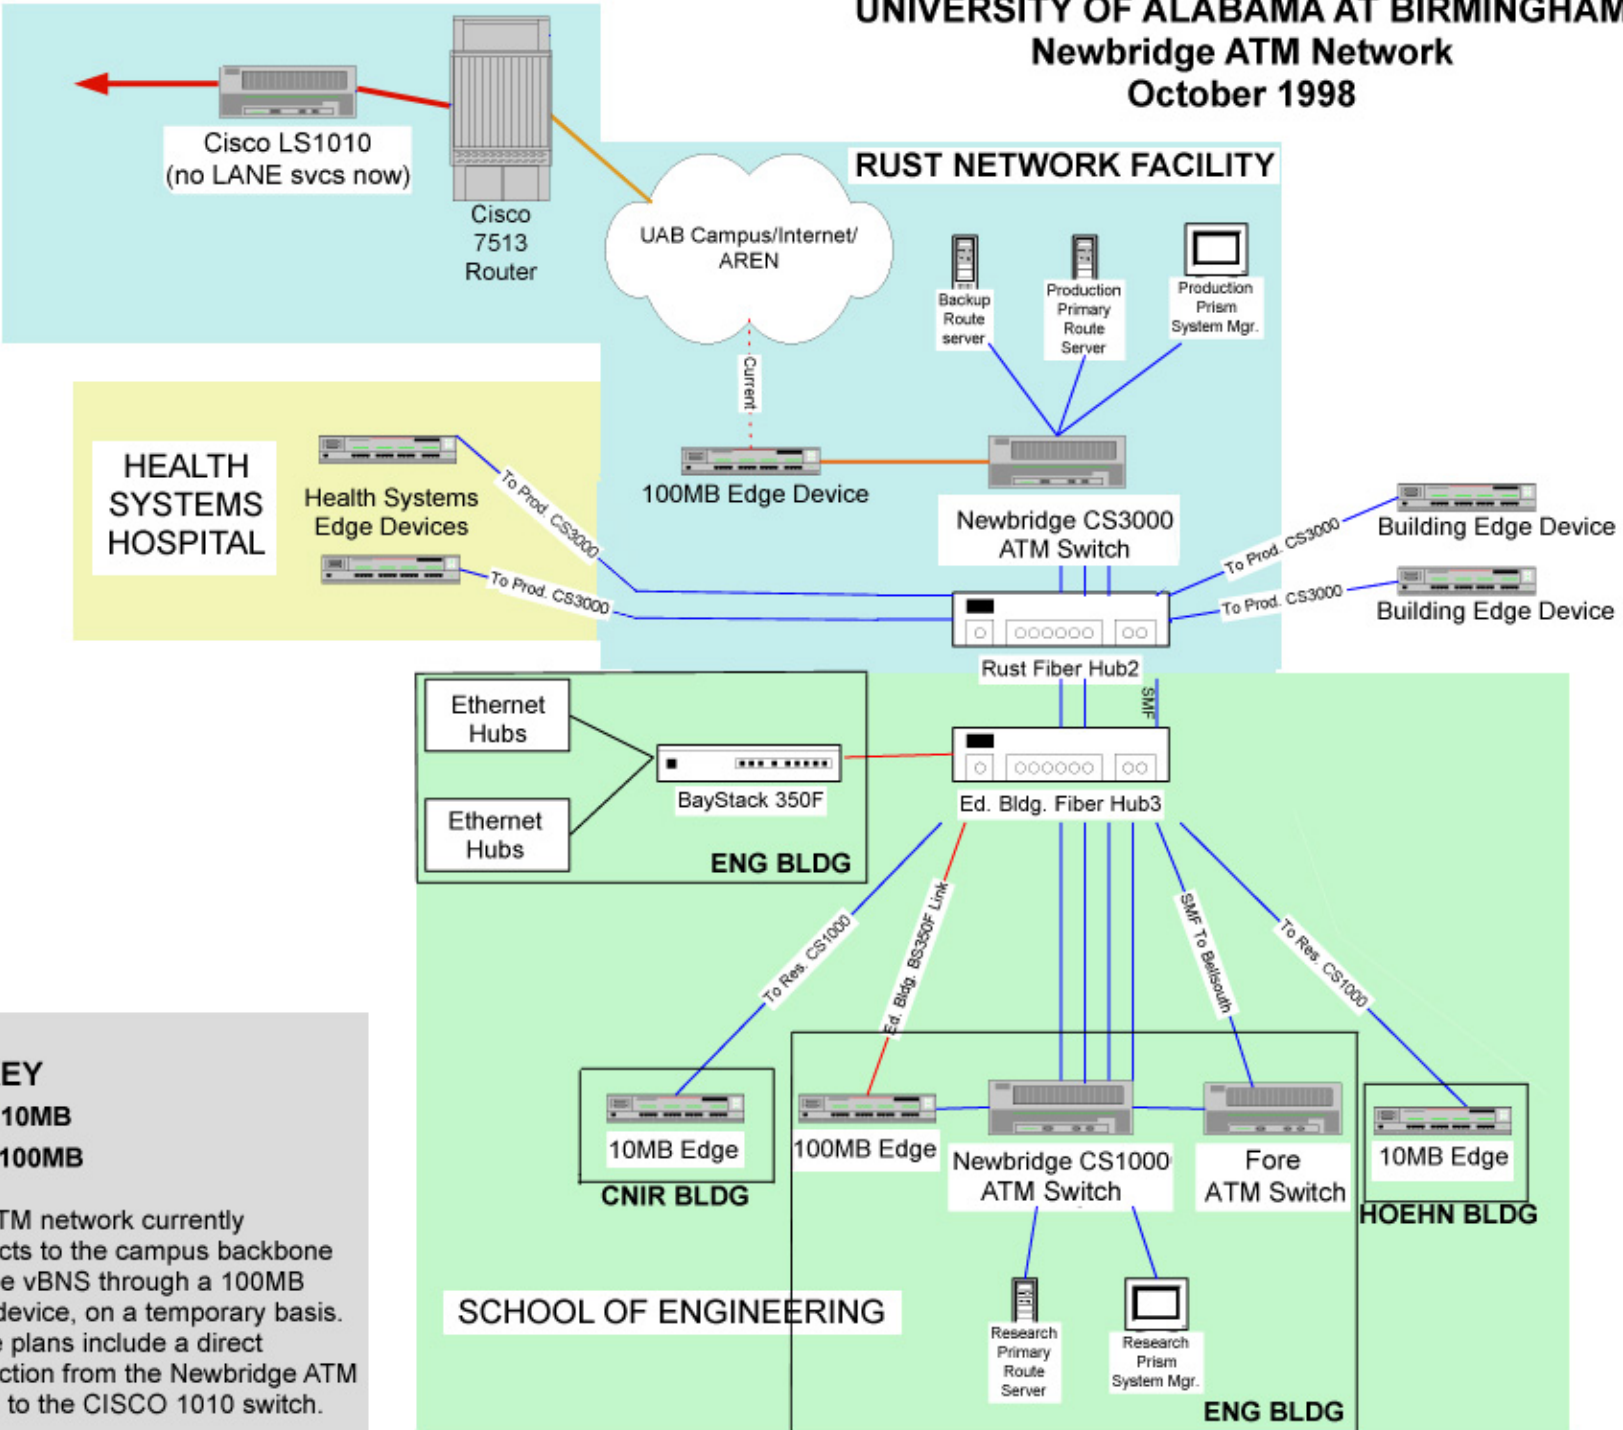 UNIVERSITY OF ALABAMA AT BIRMINGHAM
Newbridge ATM Network
October 1998
Cisco LS1010
(no LANE svcs now)
Cisco
7513
Router
RUST NETWORK FACILITY
UAB Campus/Internet/
AREN
Backup
Route
server
Production
Primary
Route
Server
Production
Prism
System Mgr.
Current
100MB Edge Device
Newbridge CS3000
ATM Switch
HEALTH
SYSTEMS
HOSPITAL
Health Systems
Edge Devices
To Prod. CS3000
To Prod. CS3000
To Prod. CS3000
Building Edge Device
To Prod. CS3000
Building Edge Device
Rust Fiber Hub2
SMF
Ethernet
Hubs
Ethernet
Hubs
BayStack 350F
ENG BLDG
Ed. Bldg. Fiber Hub3
To Res. CS1000
Ed. Bldg. BS350F Link
SMF To Bellsouth
To Res. CS1000
10MB Edge
CNIR BLDG
100MB Edge
Newbridge CS1000
ATM Switch
Fore
ATM Switch
10MB Edge
HOEHN BLDG
Research
Primary
Route
Server
Research
Prism
System Mgr.
SCHOOL OF ENGINEERING
ENG BLDG
EY
10MB
100MB
TM network currently
cts to the campus backbone
e vBNS through a 100MB
device, on a temporary basis.
e plans include a direct
ction from the Newbridge ATM
to the CISCO 1010 switch.